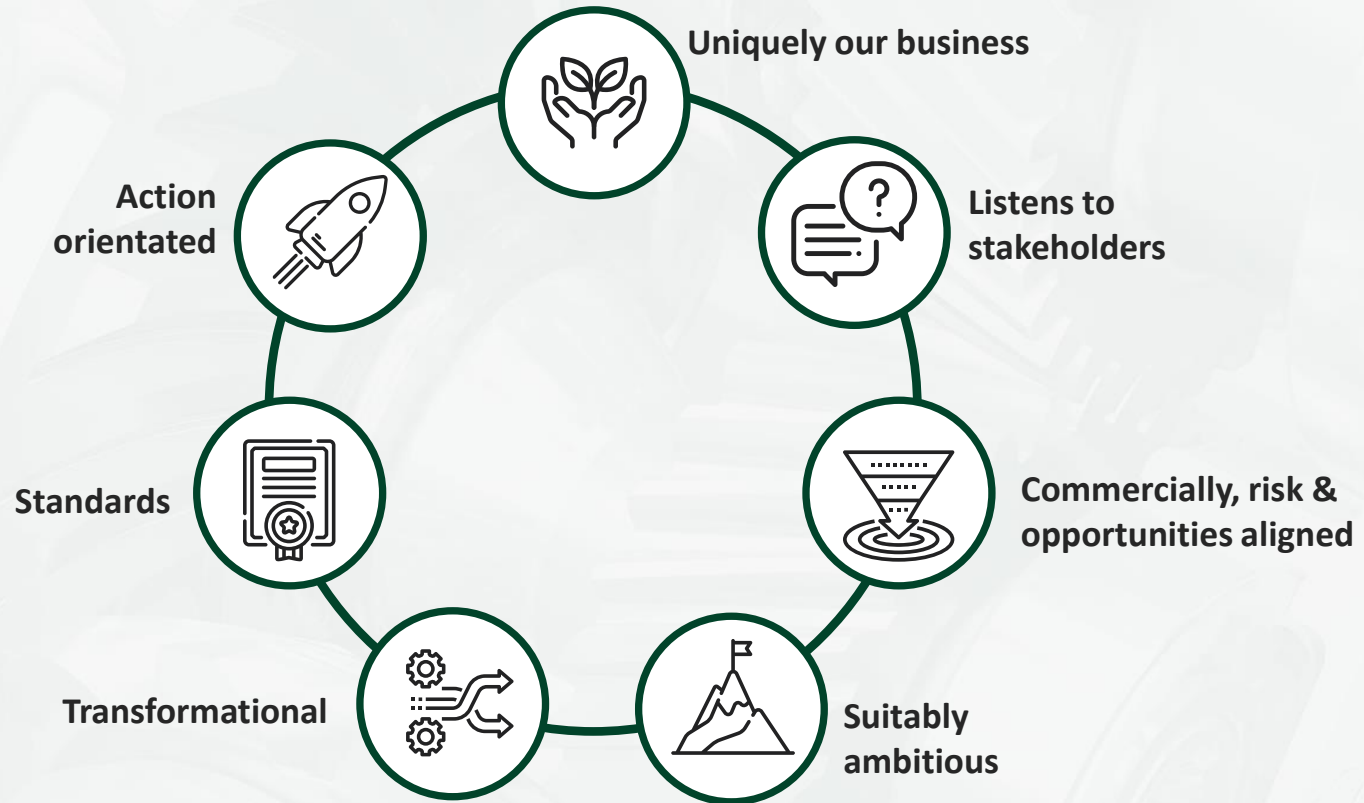 Uniquely our business
Listens to
stakeholders
Commercially, risk &
opportunities aligned
Suitably
ambitious
Transformational
Standards
Action
orientated
?